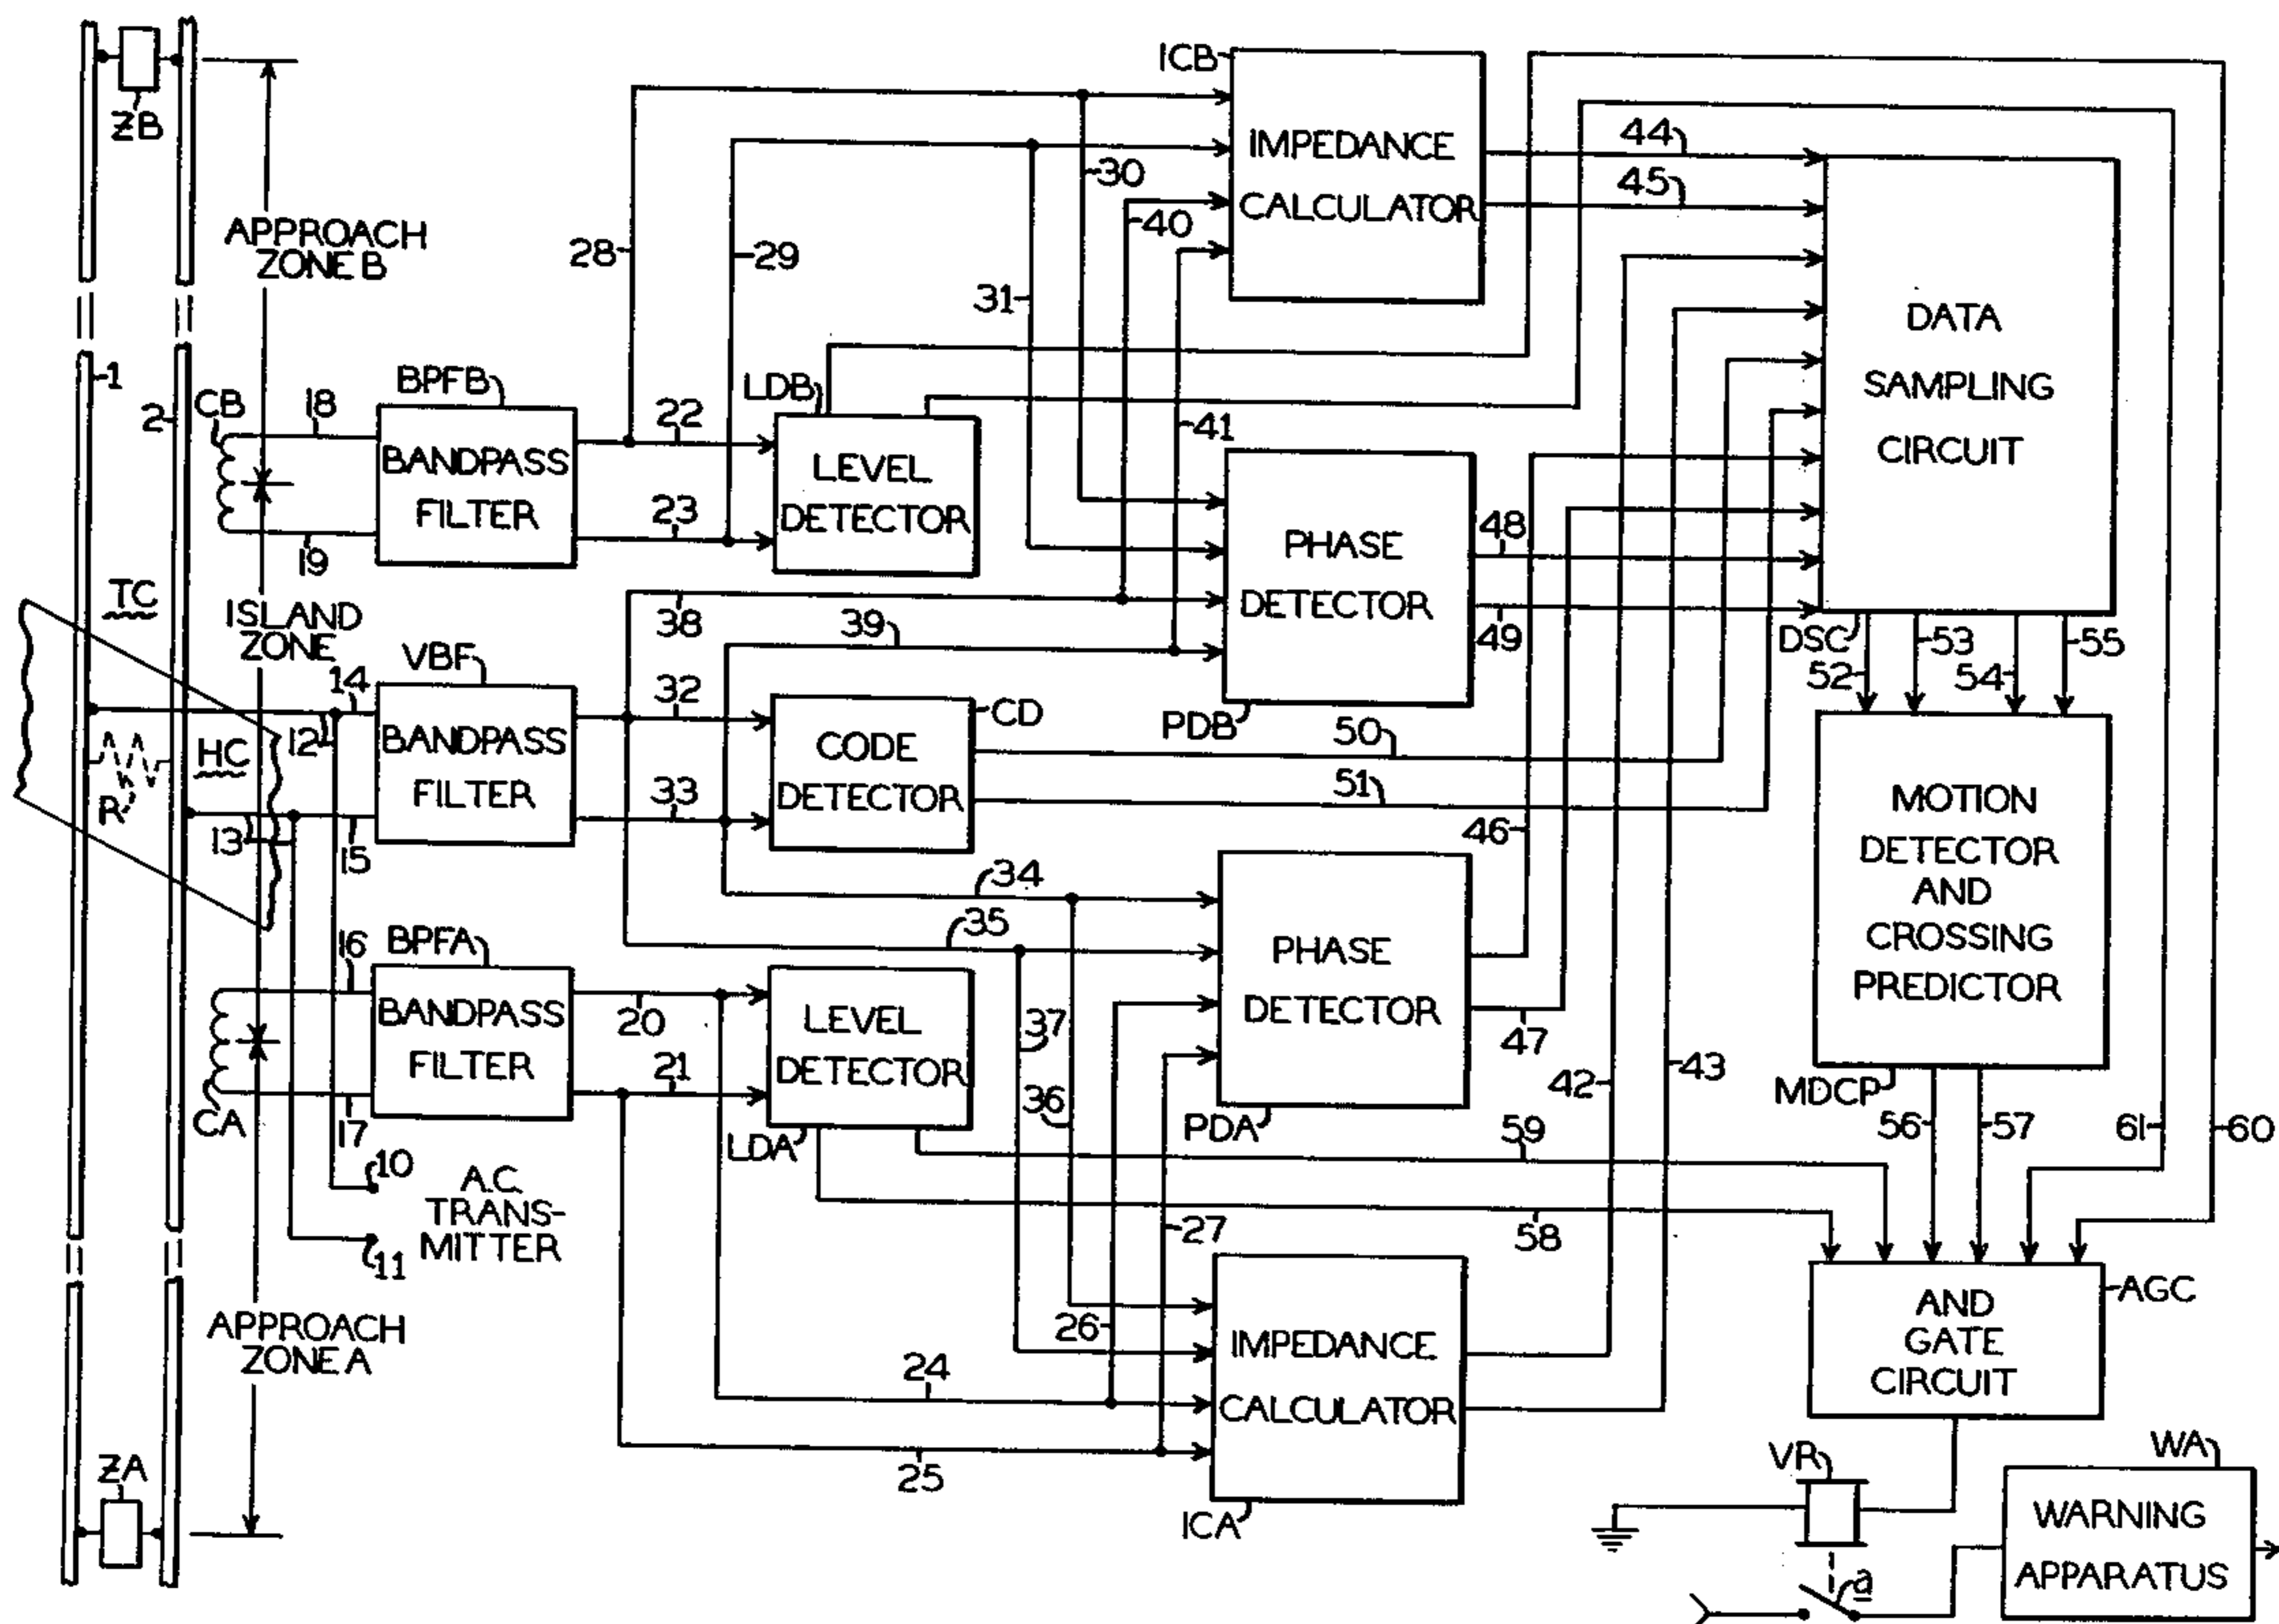 ZB
APPROACH
ZONE B
1
2
CB
18
19
BPFB
BANDPASS
FILTER
22
23
28
29
LDB
LEVEL
DETECTOR
ICB
IMPEDANCE
CALCULATOR
30
40
31
41
44
45
DATA
SAMPLING
CIRCUIT
DSC
52
53
54
55
TC
ISLAND
ZONE
HC
R
12
13
14
15
VBF
BANDPASS
FILTER
38
39
32
33
CODE
DETECTOR
CD
50
51
PHASE
DETECTOR
PDB
48
49
46
47
MOTION
DETECTOR
AND
CROSSING
PREDICTOR
MDCP
56
57
61
60
CA
16
17
BPFA
BANDPASS
FILTER
20
21
LEVEL
DETECTOR
LDA
34
35
37
36
PHASE
DETECTOR
PDA
42
43
59
58
10
11
A.C.
TRANS-
MITTER
APPROACH
ZONE A
ZA
24
25
26
27
IMPEDANCE
CALCULATOR
ICA
AND
GATE
CIRCUIT
AGC
VR
a
WA
WARNING
APPARATUS